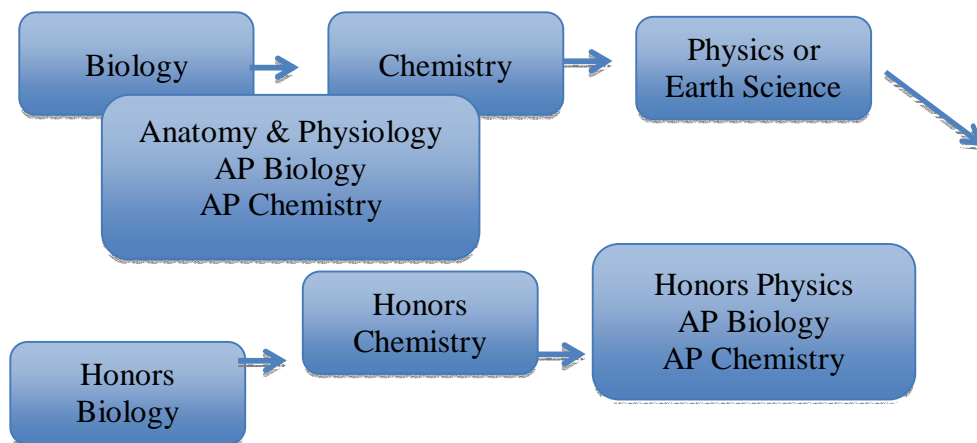 Biology
Chemistry
Physics or
Earth Science
Anatomy & Physiology
AP Biology
AP Chemistry
Honors
Biology
Honors
Chemistry
Honors Physics
AP Biology
AP Chemistry